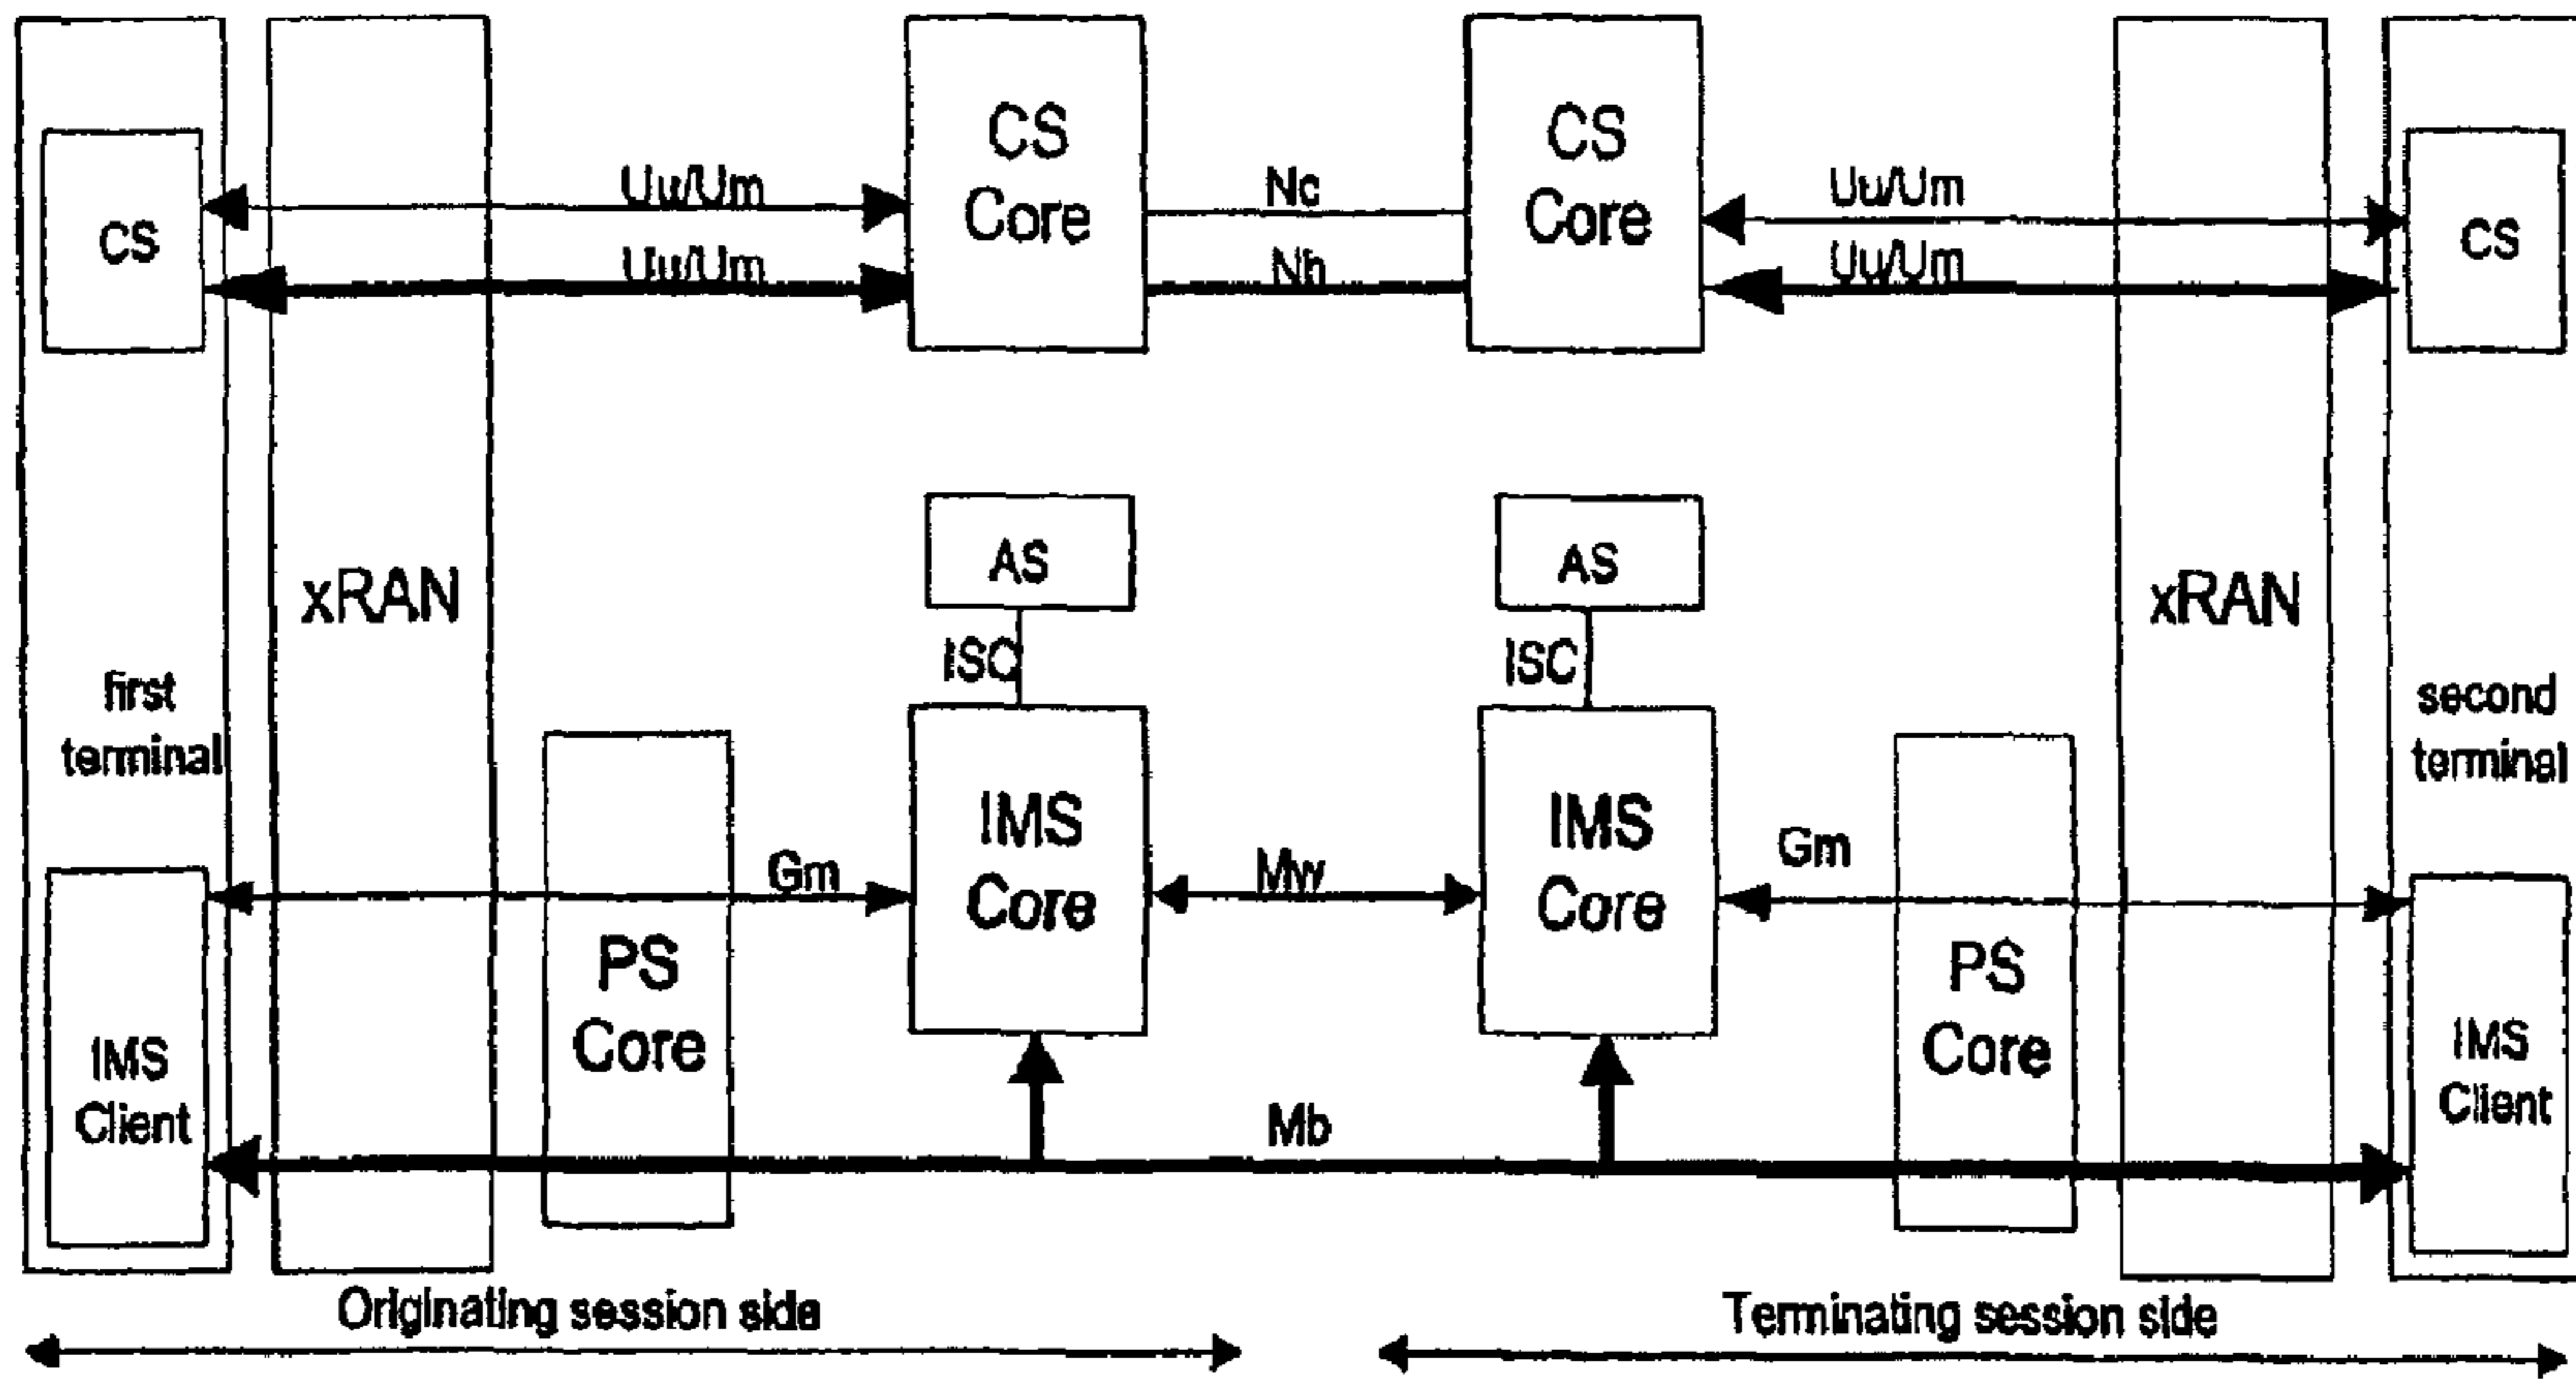 CS
Core
CS
Core
Uu/Um
Nc
Uu/Um
CS
CS
Uu/Um
Nb
Uu/Um
AS
AS
xRAN
xRAN
ISC
ISC
first
terminal
second
terminal
IMS
Core
IMS
Core
Gm
Mw
Gm
PS
Core
PS
Core
IMS
Client
IMS
Client
Mb
Originating session side
Terminating session side